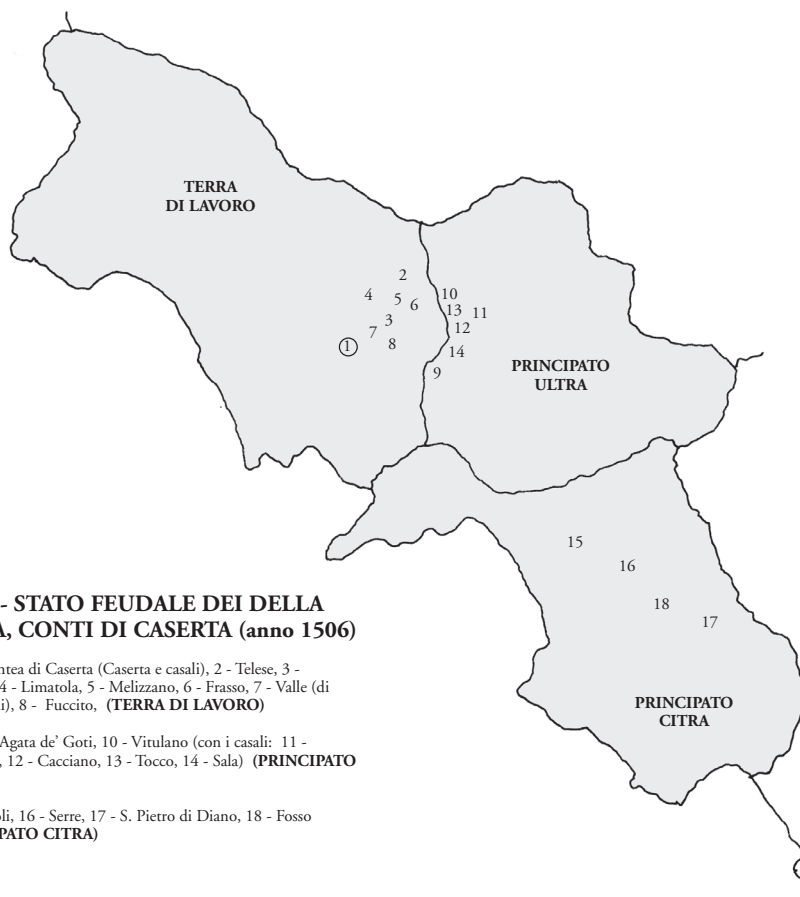 TERRA
DI LAVORO
2
4
5
6
10
13
11
3
12
7
1
8
14
9
PRINCIPATO
ULTRA
15
16
18
17
PRINCIPATO
CITRA
- STATO FEUDALE DEI DELLA
, CONTI DI CASERTA (anno 1506)
di Caserta (Caserta e casali), 2 - Telese, 3 -
4 - Limatola, 5 - Melizzano, 6 - Frasso, 7 - Valle (di
), 8 - Fuccito, (TERRA DI LAVORO)
Agata de’ Goti, 10 - Vitulano (con i casali: 11 -
, 12 - Cacciano, 13 - Tocco, 14 - Sala) (PRINCIPATO
, 16 - Serre, 17 - S. Pietro di Diano, 18 - Fosso
CITRA)